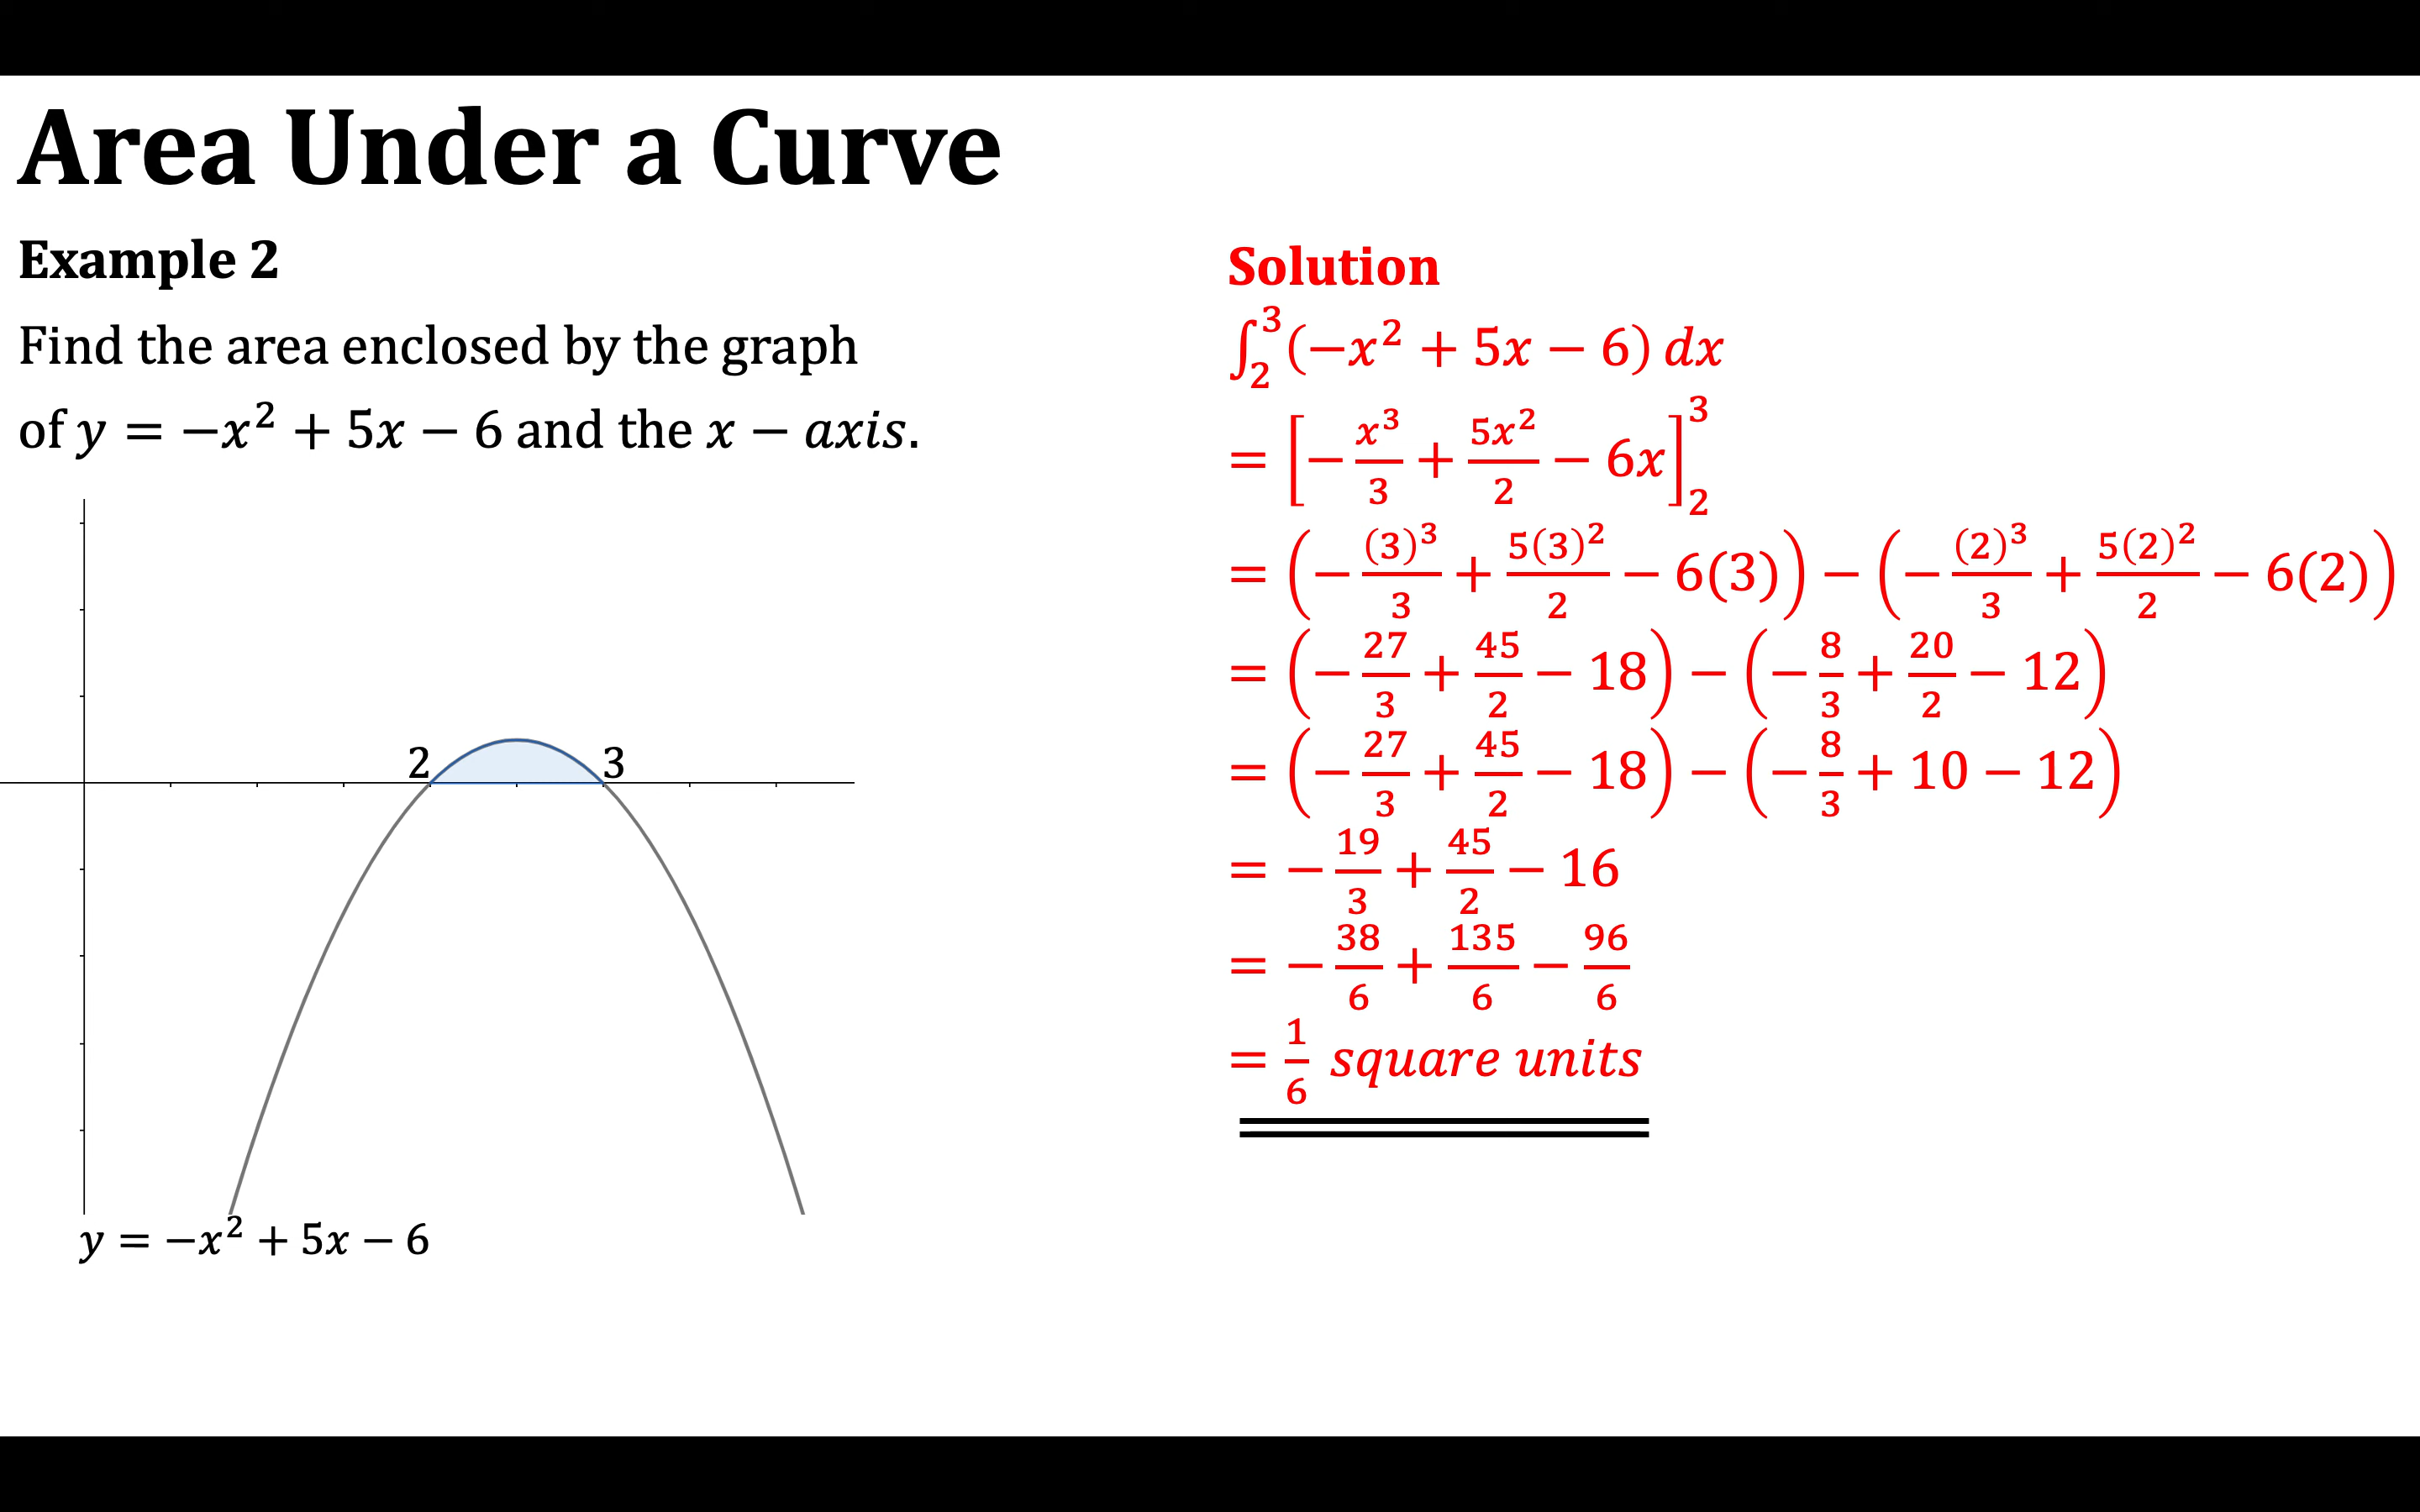 Area Under a Curve
Example 2
Find the area enclosed by the graph
of y = −x² + 5x − 6 and the x − axis.
2 3
y = −x² + 5x − 6
Solution
∫₂³ (−x² + 5x − 6) dx
= [−x³/3 + 5x²/2 − 6x]₂³
= (−(3)³/3 + 5(3)²/2 − 6(3)) − (−(2)³/3 + 5(2)²/2 − 6(2))
= (−27/3 + 45/2 − 18) − (−8/3 + 20/2 − 12)
= (−27/3 + 45/2 − 18) − (−8/3 + 10 − 12)
= −19/3 + 45/2 − 16
= −38/6 + 135/6 − 96/6
= 1/6 square units